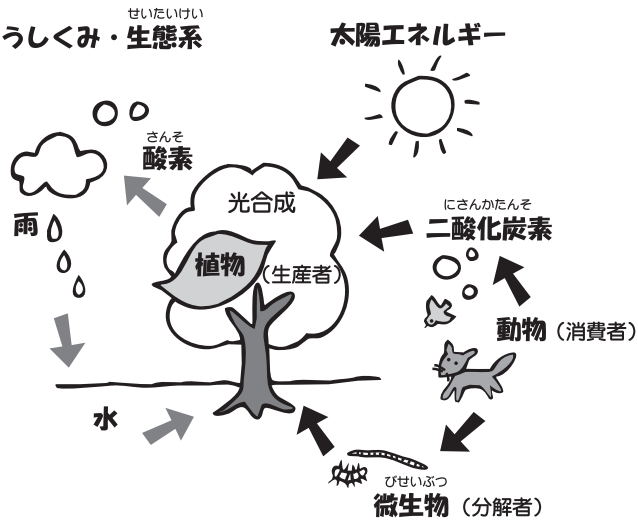 せいたいけい
うしくみ・生態系
太陽エネルギー
さんそ
酸素
光合成
にさんかたんそ
二酸化炭素
雨
植物（生産者）
動物（消費者）
水
びせいぶつ
微生物（分解者）